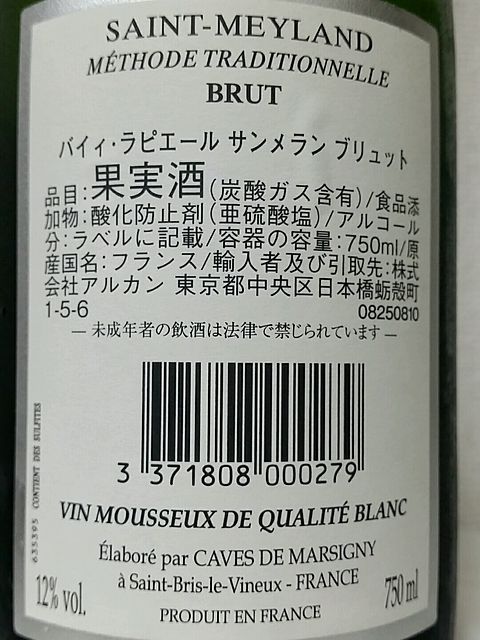 SAINT-MEYLAND
MÉTHODE TRADITIONNELLE
BRUT
バイィ・ラピエール サンメラン ブリュット
品目:果実酒(炭酸ガス含有)/食品添
加物:酸化防止剤(亜硫酸塩)/アルコール
分:ラベルに記載/容器の容量:750ml/原
産国名:フランス/輸入者及び引取先:株式
会社アルカン 東京都中央区日本橋蛎殻町
1-5-6 08250810
― 未成年者の飲酒は法律で禁じられています ―
3 371808 000279
635395 CONTIENT DES SULFITES
VIN MOUSSEUX DE QUALITÉ BLANC
Élaboré par CAVES DE MARSIGNY
à Saint-Bris-le-Vineux - FRANCE
12% vol. 750 ml
PRODUIT EN FRANCE